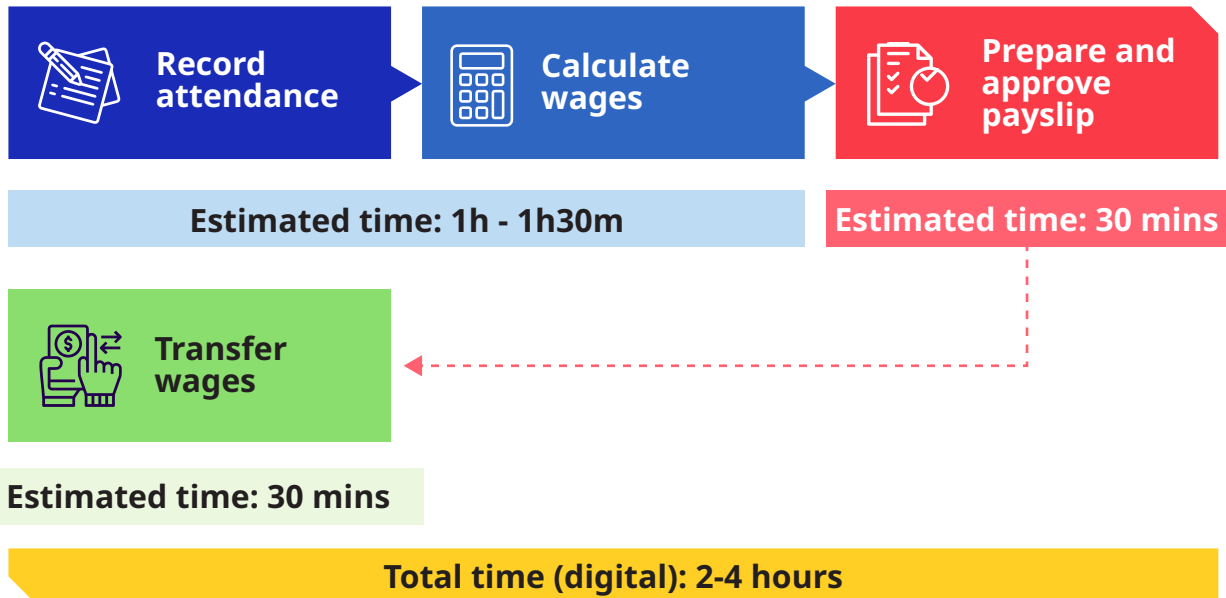 Record
attendance
Calculate
wages
Prepare and
approve
payslip
Estimated time: 1h - 1h30m
Estimated time: 30 mins
$
Transfer
wages
Estimated time: 30 mins
Total time (digital): 2-4 hours